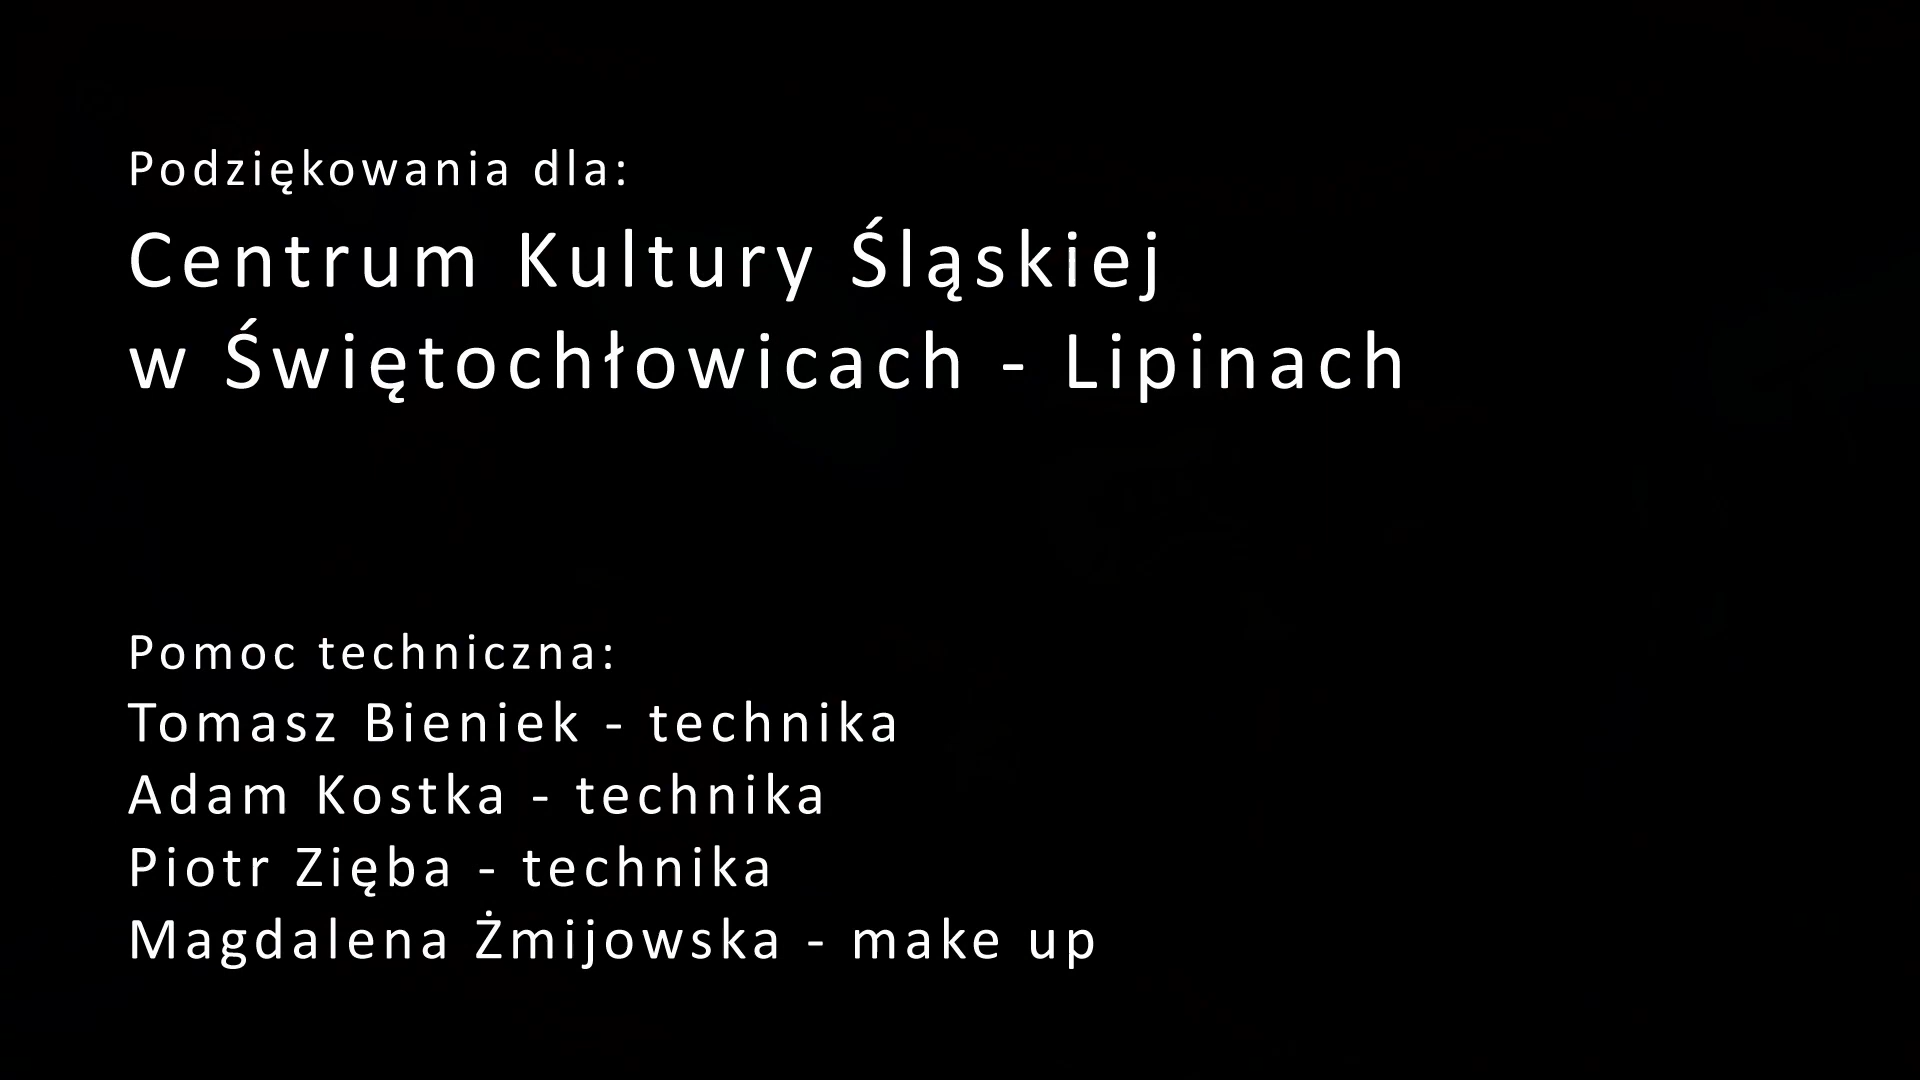 Podziękowania dla:
Centrum Kultury Śląskiej
w Świętochłowicach - Lipinach
Pomoc techniczna:
Tomasz Bieniek - technika
Adam Kostka - technika
Piotr Zięba - technika
Magdalena Żmijowska - make up